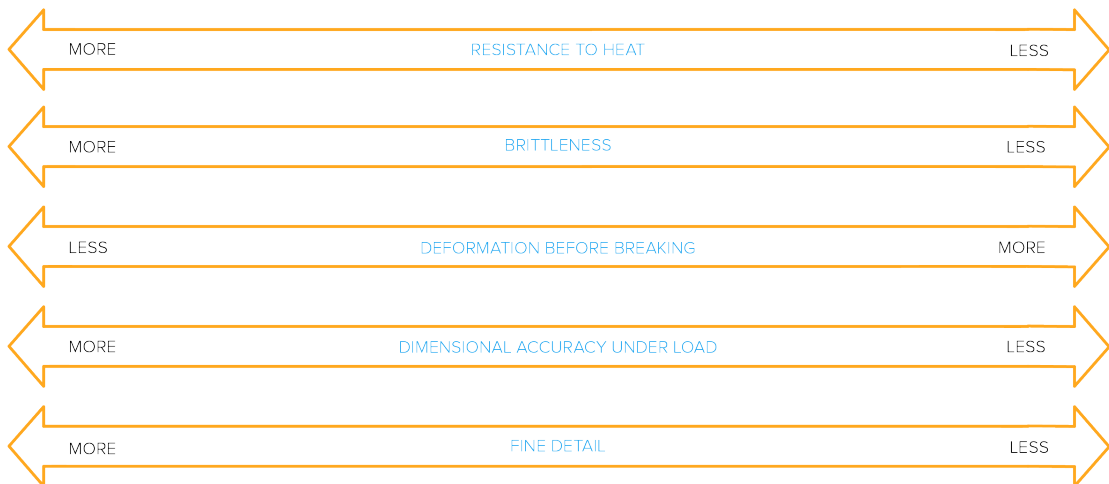 MORE RESISTANCE TO HEAT LESS
MORE BRITTLENESS LESS
LESS DEFORMATION BEFORE BREAKING MORE
MORE DIMENSIONAL ACCURACY UNDER LOAD LESS
MORE FINE DETAIL LESS